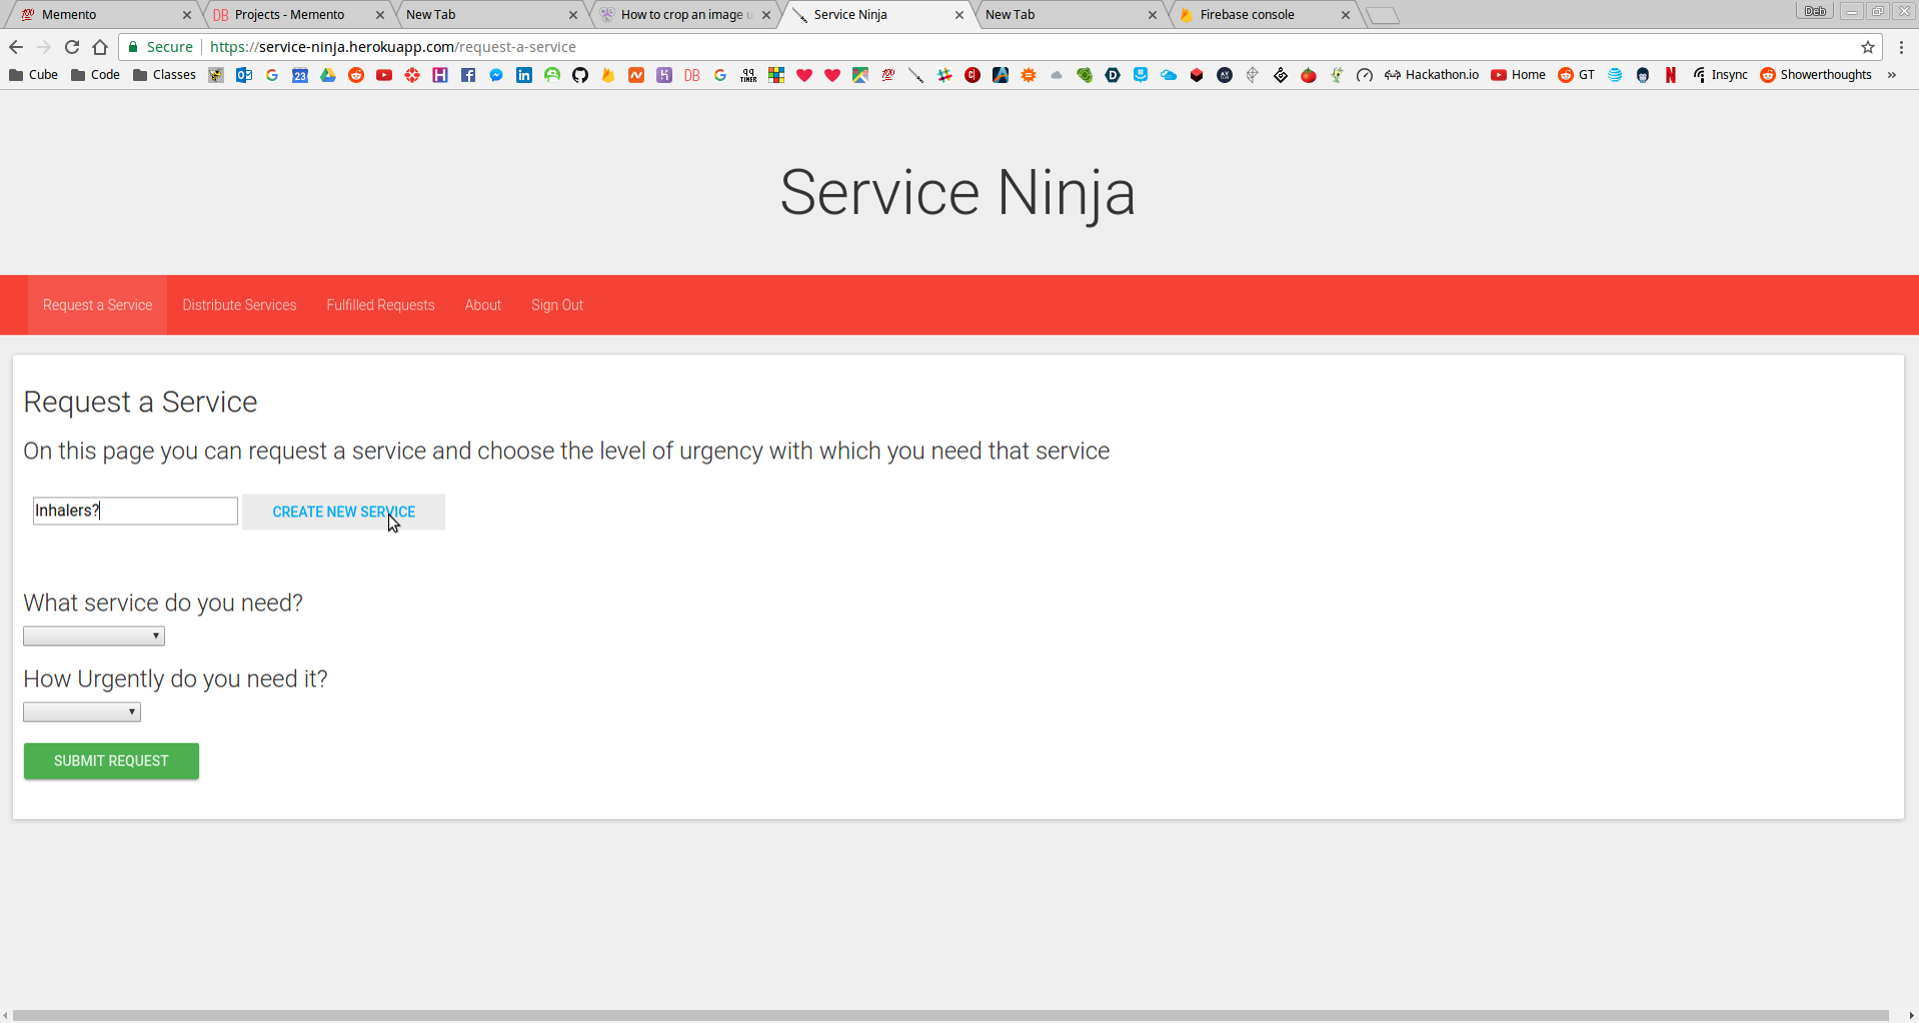 Memento
DB Projects - Memento
New Tab
How to crop an image u
Service Ninja
New Tab
Firebase console
Deb
Secure https://service-ninja.herokuapp.com/request-a-service
Cube Code Classes 23 DB Hackathon.io Home GT Insync Showerthoughts »
Service Ninja
Request a Service Distribute Services Fulfilled Requests About Sign Out
Request a Service
On this page you can request a service and choose the level of urgency with which you need that service
Inhalers? CREATE NEW SERVICE
What service do you need?
How Urgently do you need it?
SUBMIT REQUEST